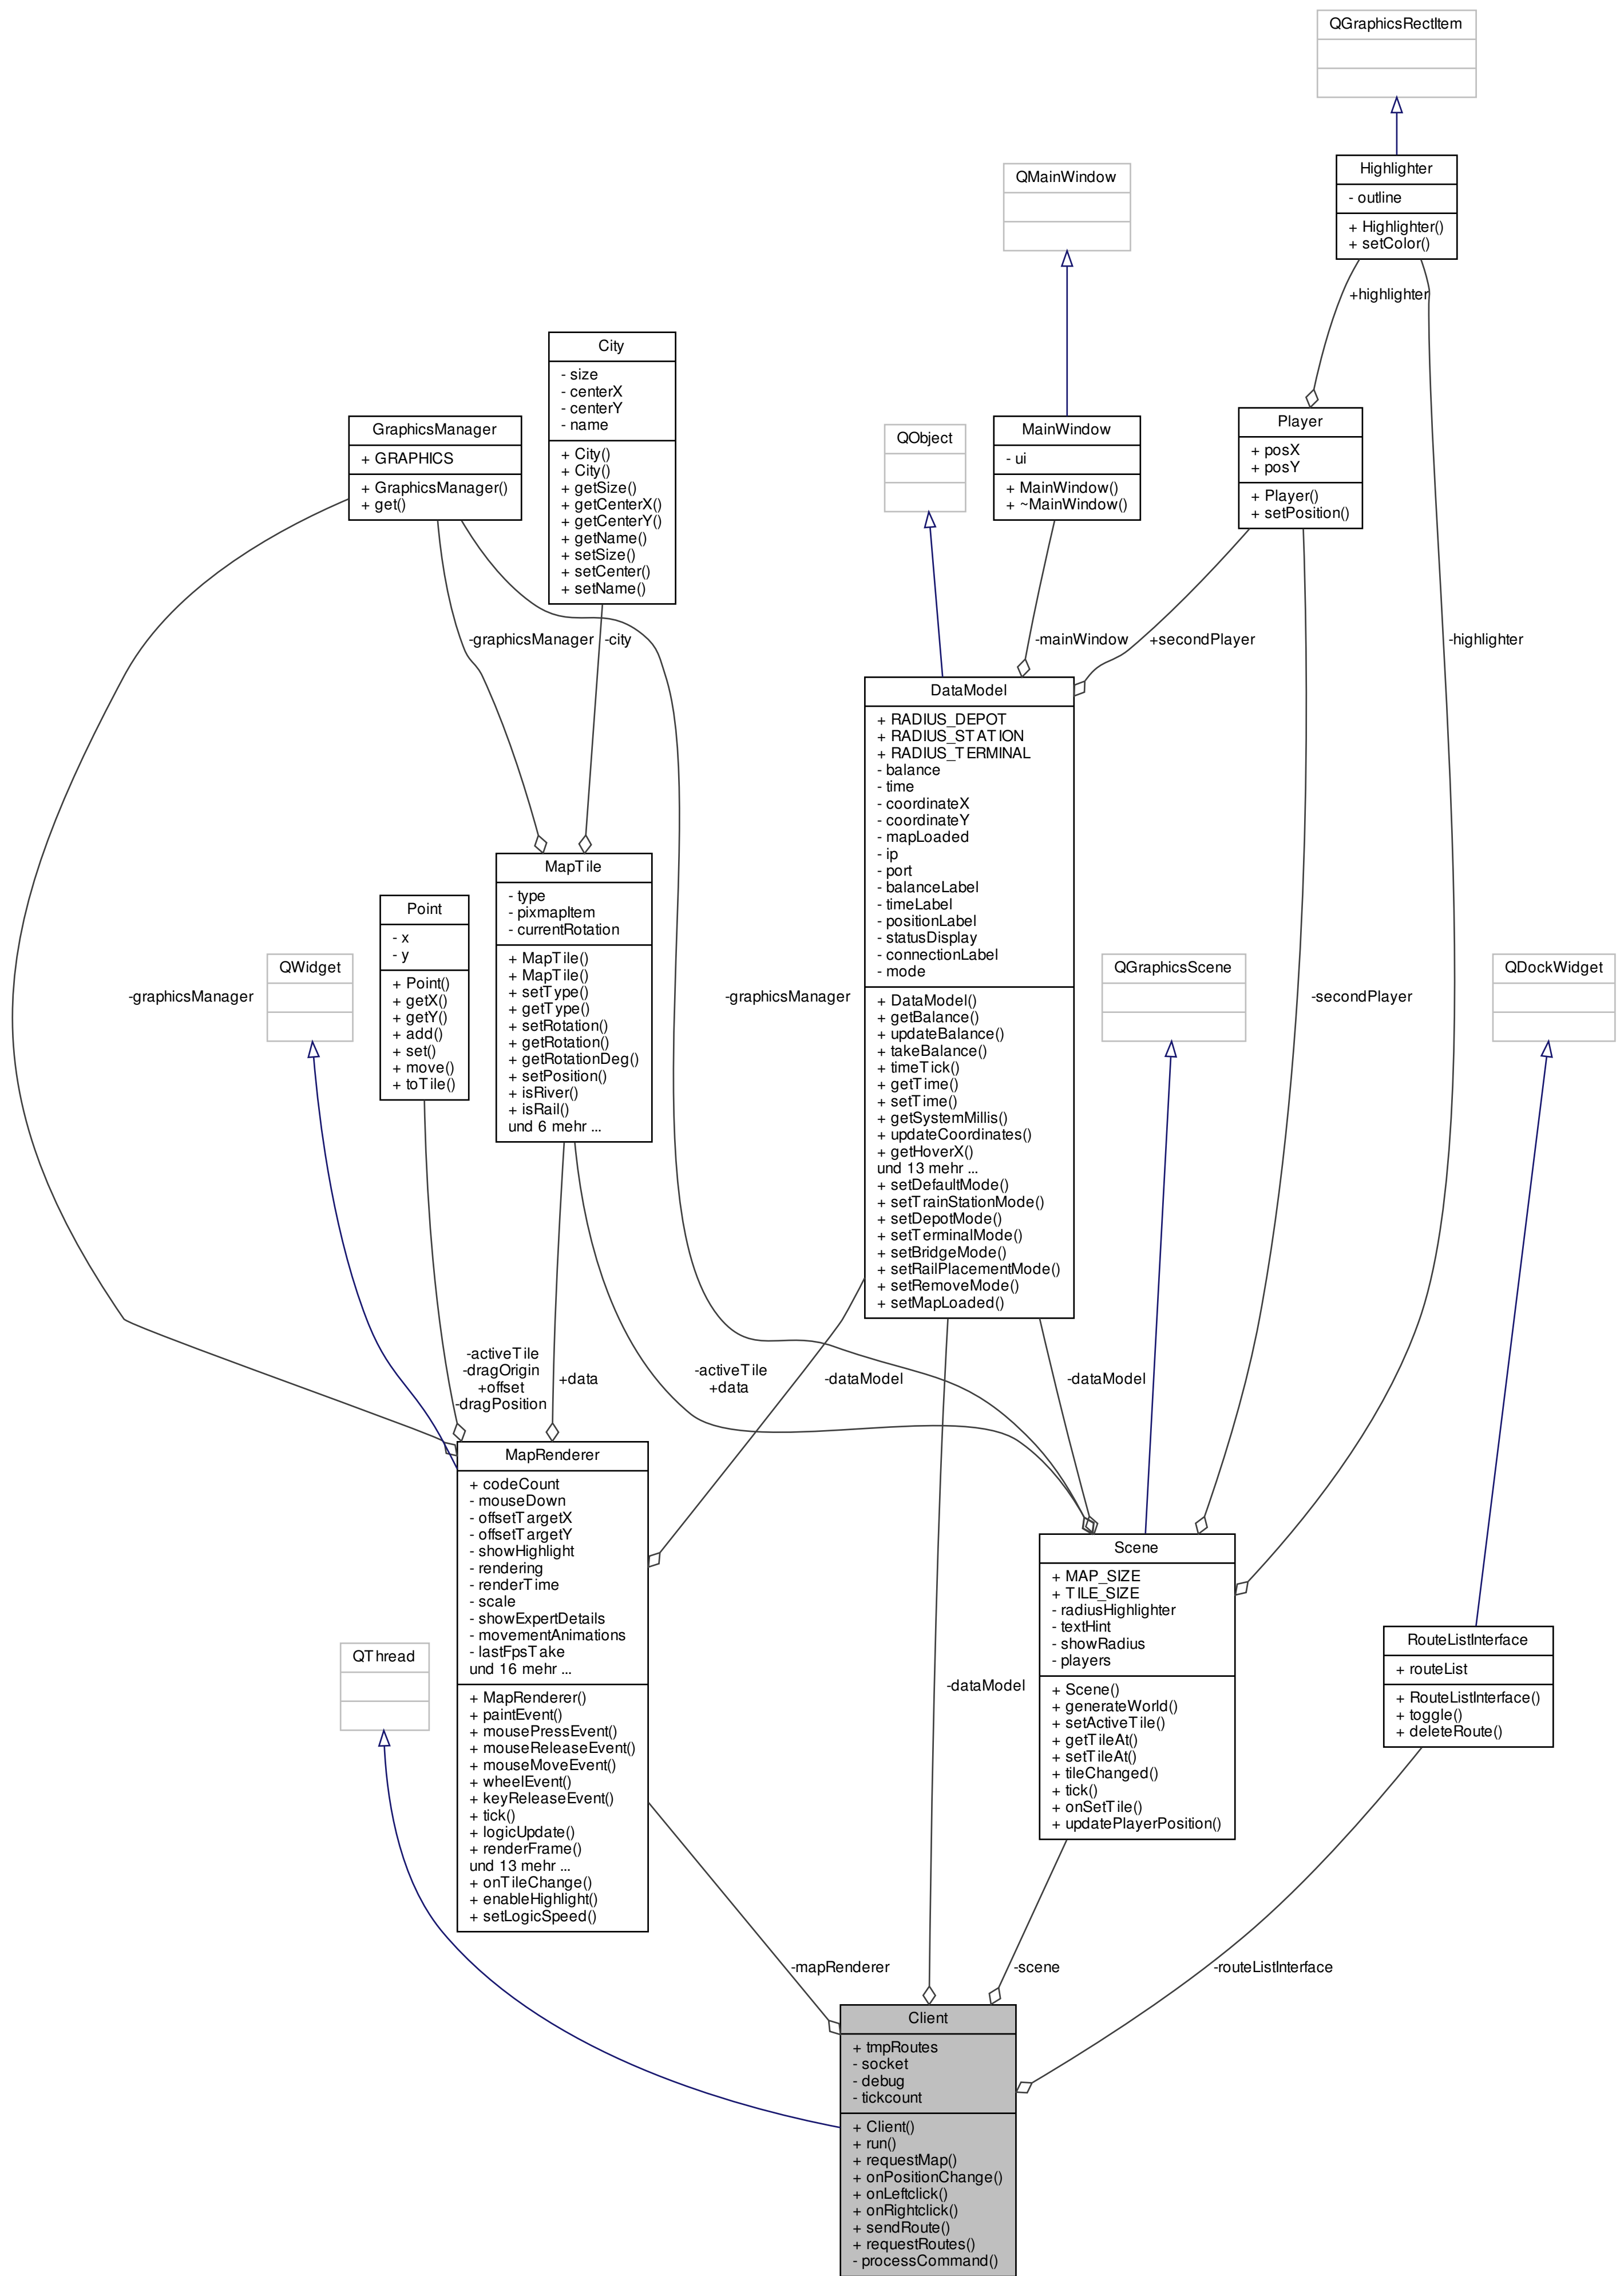 QGraphicsRectItem
Highlighter
- outline
+ Highlighter()
+ setColor()
QMainWindow
+highlighter
City
- size
- centerX
- centerY
- name
+ City()
+ City()
+ getSize()
+ getCenterX()
+ getCenterY()
+ getName()
+ setSize()
+ setCenter()
+ setName()
GraphicsManager
+ GRAPHICS
+ GraphicsManager()
+ get()
QObject
MainWindow
- ui
+ MainWindow()
+ ~MainWindow()
Player
+ posX
+ posY
+ Player()
+ setPosition()
-graphicsManager
-city
-mainWindow
+secondPlayer
-highlighter
DataModel
+ RADIUS_DEPOT
+ RADIUS_STATION
+ RADIUS_TERMINAL
- balance
- time
- coordinateX
- coordinateY
- mapLoaded
- ip
- port
- balanceLabel
- timeLabel
- positionLabel
- statusDisplay
- connectionLabel
- mode
+ DataModel()
+ getBalance()
+ updateBalance()
+ takeBalance()
+ timeTick()
+ getTime()
+ setTime()
+ getSystemMillis()
+ updateCoordinates()
+ getHoverX()
und 13 mehr ...
+ setDefaultMode()
+ setTrainStationMode()
+ setDepotMode()
+ setTerminalMode()
+ setBridgeMode()
+ setRailPlacementMode()
+ setRemoveMode()
+ setMapLoaded()
MapTile
- type
- pixmapItem
- currentRotation
+ MapTile()
+ MapTile()
+ setType()
+ getType()
+ setRotation()
+ getRotation()
+ getRotationDeg()
+ setPosition()
+ isRiver()
+ isRail()
und 6 mehr ...
Point
- x
- y
+ Point()
+ getX()
+ getY()
+ add()
+ set()
+ move()
+ toTile()
QWidget
QGraphicsScene
QDockWidget
-graphicsManager
-graphicsManager
-secondPlayer
-activeTile
-dragOrigin
+offset
-dragPosition
+data
-activeTile
+data
-dataModel
-dataModel
MapRenderer
+ codeCount
- mouseDown
- offsetTargetX
- offsetTargetY
- showHighlight
- rendering
- renderTime
- scale
- showExpertDetails
- movementAnimations
- lastFpsTake
und 16 mehr ...
+ MapRenderer()
+ paintEvent()
+ mousePressEvent()
+ mouseReleaseEvent()
+ mouseMoveEvent()
+ wheelEvent()
+ keyReleaseEvent()
+ tick()
+ logicUpdate()
+ renderFrame()
und 13 mehr ...
+ onTileChange()
+ enableHighlight()
+ setLogicSpeed()
Scene
+ MAP_SIZE
+ TILE_SIZE
- radiusHighlighter
- textHint
- showRadius
- players
+ Scene()
+ generateWorld()
+ setActiveTile()
+ getTileAt()
+ setTileAt()
+ tileChanged()
+ tick()
+ onSetTile()
+ updatePlayerPosition()
RouteListInterface
+ routeList
+ RouteListInterface()
+ toggle()
+ deleteRoute()
QThread
-dataModel
-mapRenderer
-scene
-routeListInterface
Client
+ tmpRoutes
- socket
- debug
- tickcount
+ Client()
+ run()
+ requestMap()
+ onPositionChange()
+ onLeftclick()
+ onRightclick()
+ sendRoute()
+ requestRoutes()
- processCommand()